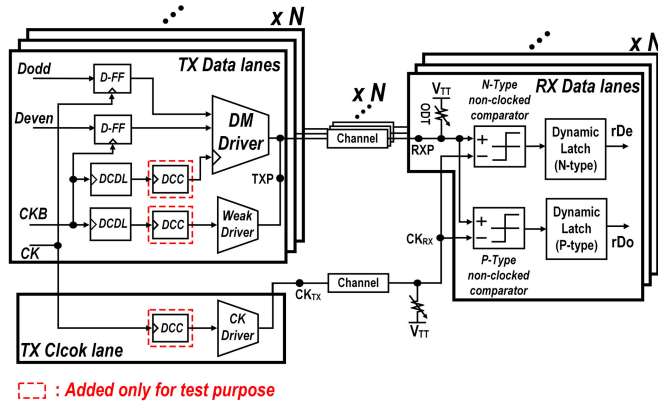 x N
TX Data lanes
Dodd
D-FF
Deven
D-FF
DM
Driver
DCDL
DCC
TXP
CKB
DCDL
DCC
Weak
Driver
CK
x N
Channel
RXP
CK_TX
Channel
V_TT
DCC
CK
Driver
TX Clcok lane
x N
RX Data lanes
V_TT
ODT
N-Type
non-clocked
comparator
+
−
Dynamic
Latch
(N-type)
rDe
CK_RX
+
−
P-Type
non-clocked
comparator
Dynamic
Latch
(P-type)
rDo
: Added only for test purpose